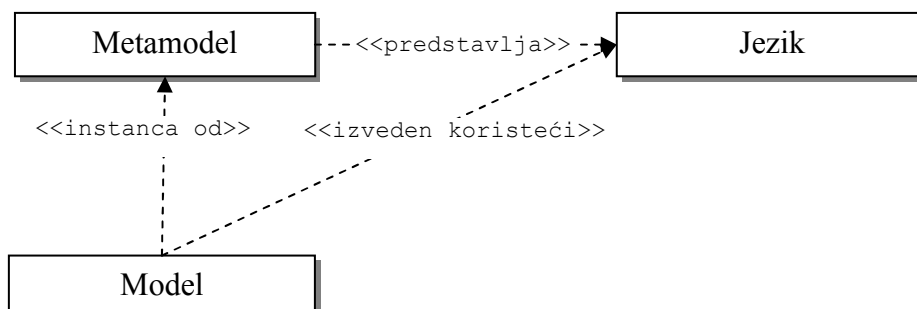 Metamodel
<<predstavlja>>
Jezik
<<instanca od>>
<<izveden koristeći>>
Model